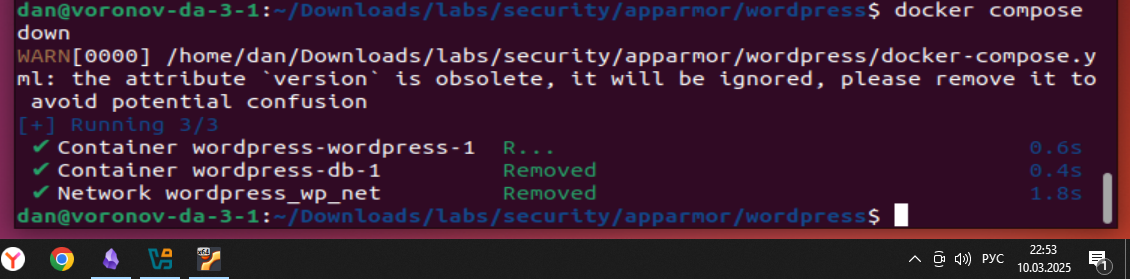 dan@voronov-da-3-1:~/Downloads/labs/security/apparmor/wordpress$ docker compose
down
WARN[0000] /home/dan/Downloads/labs/security/apparmor/wordpress/docker-compose.y
ml: the attribute `version` is obsolete, it will be ignored, please remove it to
 avoid potential confusion
[+] Running 3/3
 ✔ Container wordpress-wordpress-1  R... 0.6s
 ✔ Container wordpress-db-1 Removed 0.4s
 ✔ Network wordpress_wp_net Removed 1.8s
dan@voronov-da-3-1:~/Downloads/labs/security/apparmor/wordpress$
РУС
22:53
10.03.2025
1